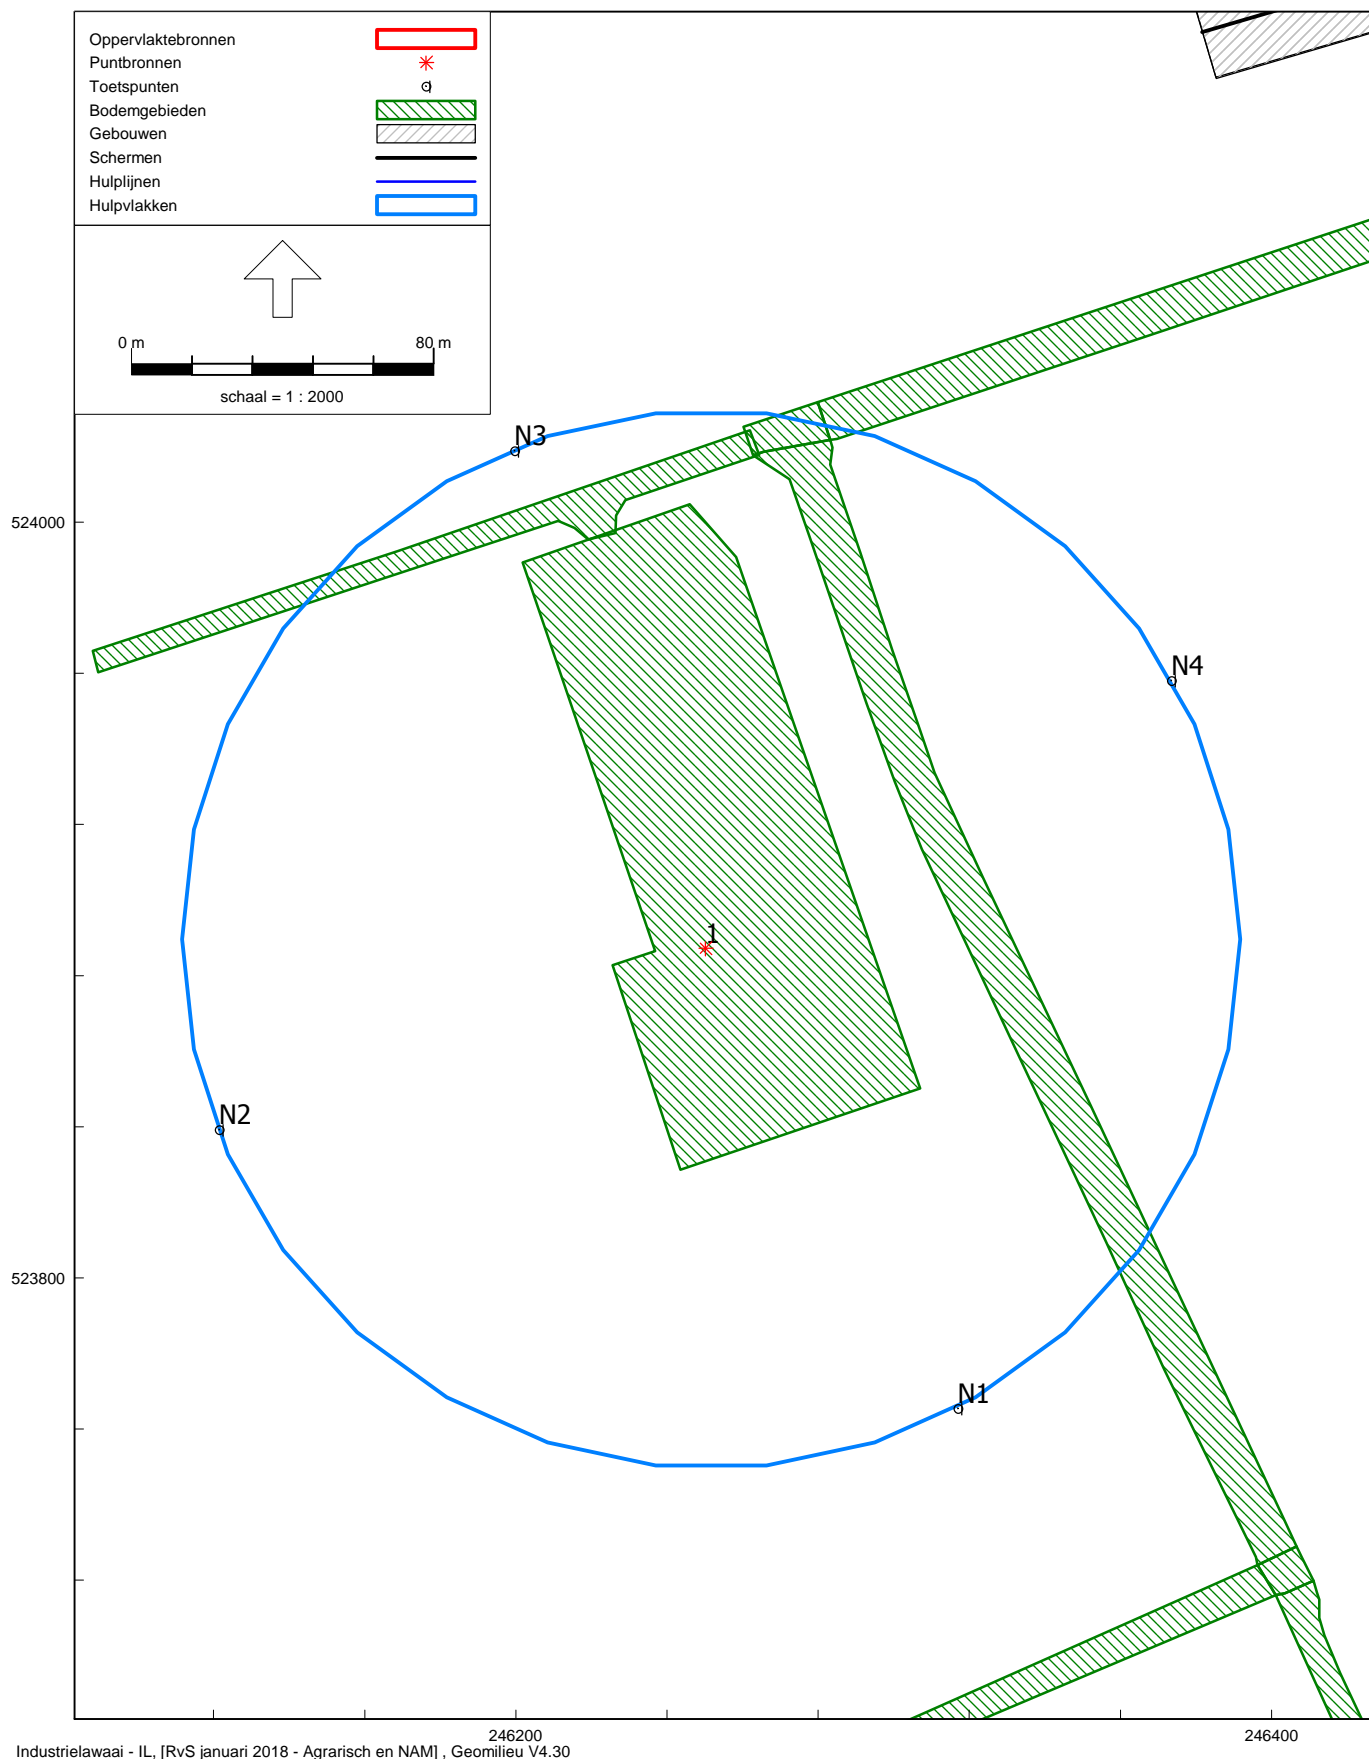 Oppervlaktebronnen
Puntbronnen
Toetspunten
Bodemgebieden
Gebouwen
Schermen
Hulplijnen
Hulpvlakken
0 m 80 m
schaal = 1 : 2000
N3
524000
N4
1
N2
523800
N1
246200 246400
Industrielawaai - IL, [RvS januari 2018 - Agrarisch en NAM] , Geomilieu V4.30